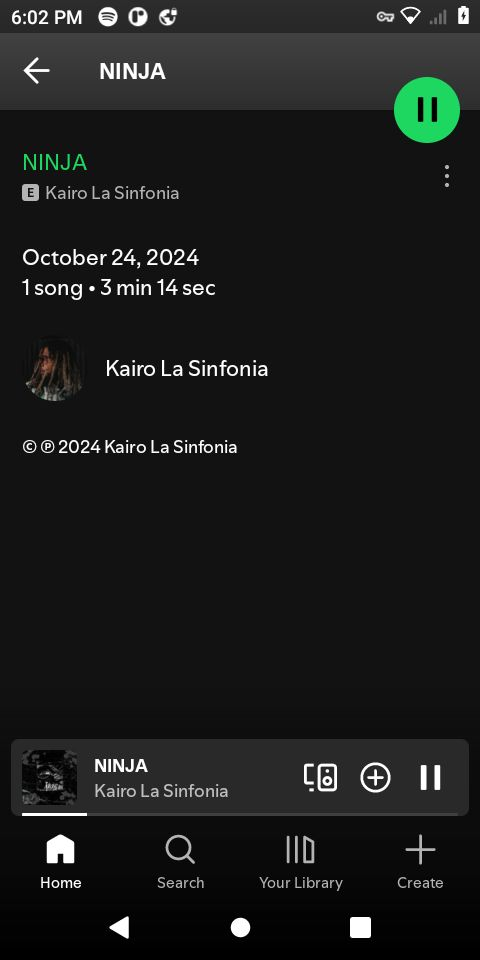 6:02 PM
NINJA
NINJA
E Kairo La Sinfonia
October 24, 2024
1 song • 3 min 14 sec
Kairo La Sinfonia
© ℗ 2024 Kairo La Sinfonia
NINJA
Kairo La Sinfonia
Home
Search
Your Library
Create